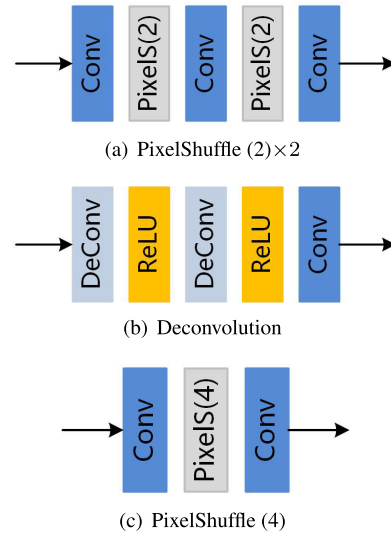 Conv PixelS(2) Conv PixelS(2) Conv
(a) PixelShuffle (2)×2
DeConv ReLU DeConv ReLU Conv
(b) Deconvolution
Conv PixelS(4) Conv
(c) PixelShuffle (4)